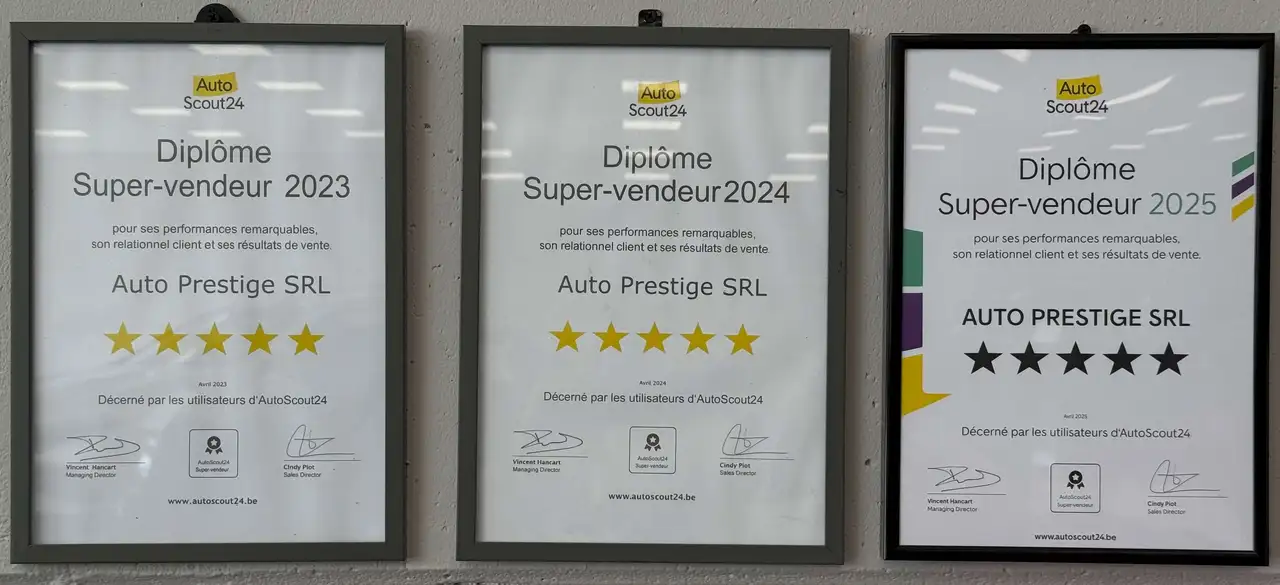 Auto
Scout24
Diplôme
Super-vendeur 2023
pour ses performances remarquables,
son relationnel client et ses résultats de vente.
Auto Prestige SRL
Avril 2023
Décerné par les utilisateurs d'AutoScout24
Vincent Hancart
Managing Director
AutoScout24
Super-vendeur
Cindy Piot
Sales Director
www.autoscout24.be
Auto
Scout24
Diplôme
Super-vendeur 2024
pour ses performances remarquables,
son relationnel client et ses résultats de vente.
Auto Prestige SRL
Avril 2024
Décerné par les utilisateurs d'AutoScout24
Vincent Hancart
Managing Director
AutoScout24
Super-vendeur
Cindy Piot
Sales Director
www.autoscout24.be
Auto
Scout24
Diplôme
Super-vendeur 2025
pour ses performances remarquables,
son relationnel client et ses résultats de vente.
AUTO PRESTIGE SRL
Avril 2025
Décerné par les utilisateurs d'AutoScout24
Vincent Hancart
Managing Director
AutoScout24
Super-vendeur
Cindy Piot
Sales Director
www.autoscout24.be